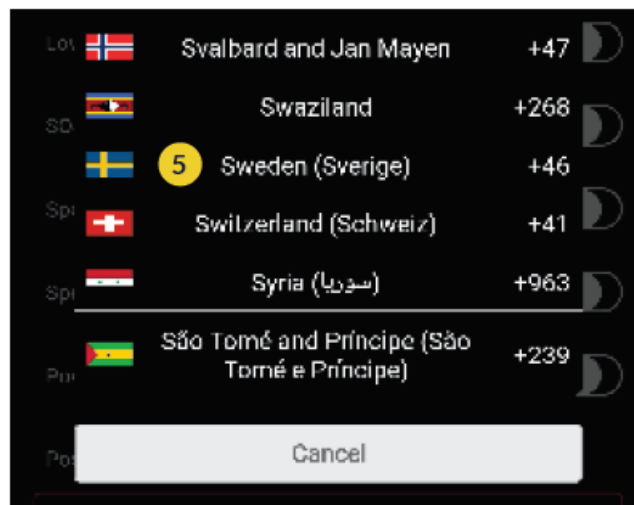 Svalbard and Jan Mayen +47
Swaziland +268
5 Sweden (Sverige) +46
Switzerland (Schweiz) +41
Syria (سوريا) +963
São Tomé and Príncipe (São
Tomé e Príncipe) +239
Cancel